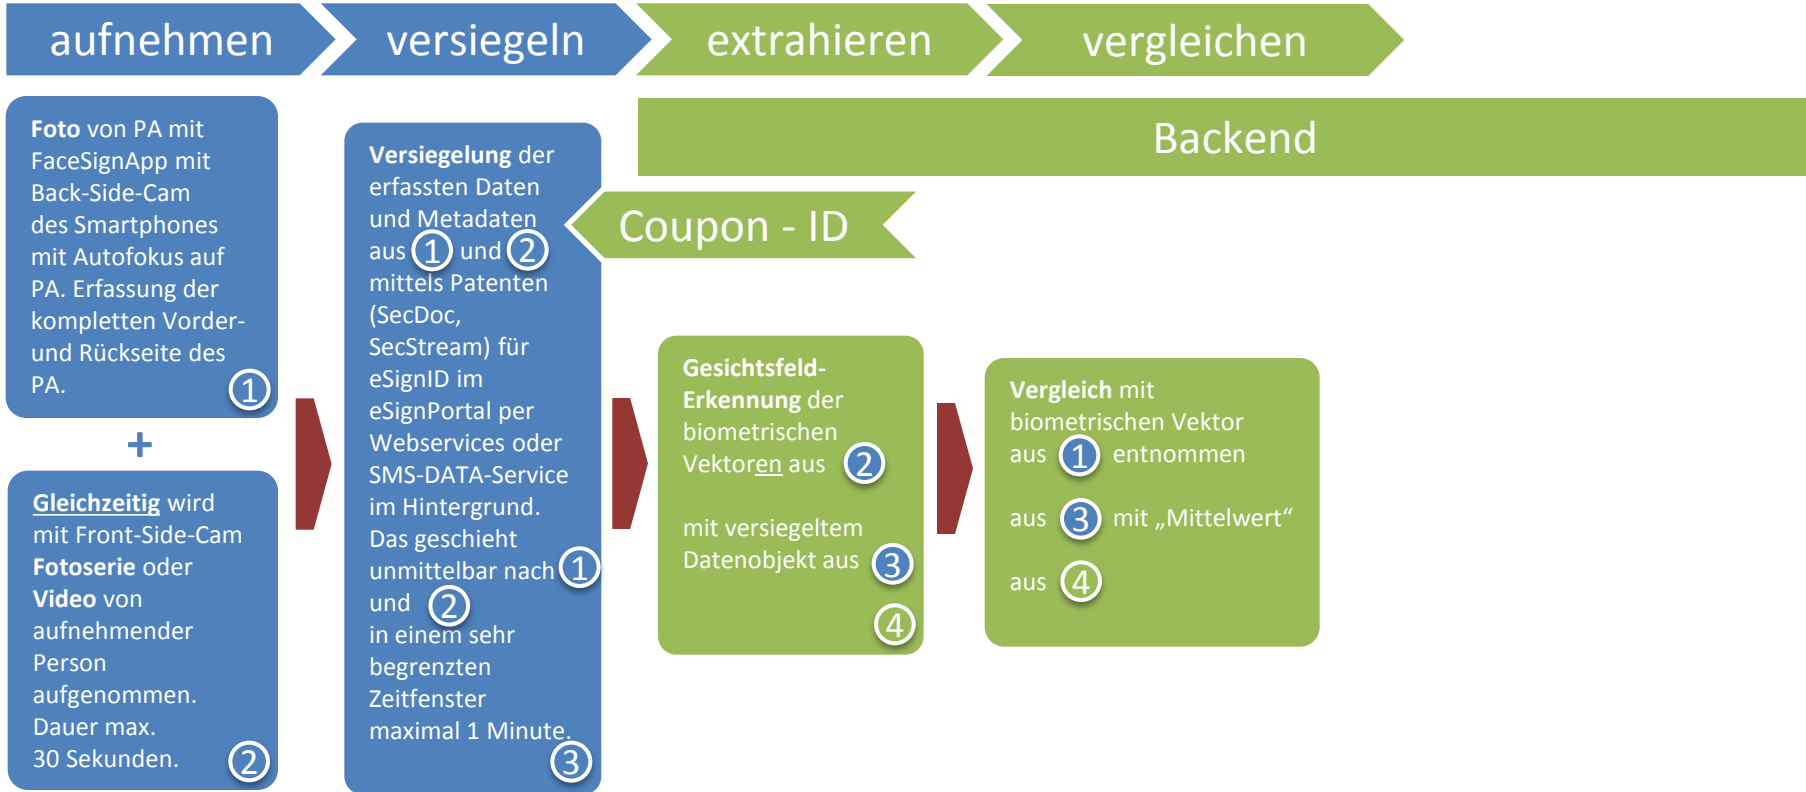 aufnehmen
versiegeln
extrahieren
vergleichen
Backend
Foto von PA mit
FaceSignApp mit
Back-Side-Cam
des Smartphones
mit Autofokus auf
PA. Erfassung der
kompletten Vorder-
und Rückseite des
PA.
1
+
Gleichzeitig wird
mit Front-Side-Cam
Fotoserie oder
Video von
aufnehmender
Person
aufgenommen.
Dauer max.
30 Sekunden.
2
Versiegelung der
erfassten Daten
und Metadaten
aus 1 und 2
mittels Patenten
(SecDoc,
SecStream) für
eSignID im
eSignPortal per
Webservices oder
SMS-DATA-Service
im Hintergrund.
Das geschieht
unmittelbar nach 1
und 2
in einem sehr
begrenzten
Zeitfenster
maximal 1 Minute.
3
Coupon - ID
Gesichtsfeld-
Erkennung der
biometrischen
Vektoren aus 2
mit versiegeltem
Datenobjekt aus 3
4
Vergleich mit
biometrischen Vektor
aus 1 entnommen
aus 3 mit „Mittelwert“
aus 4